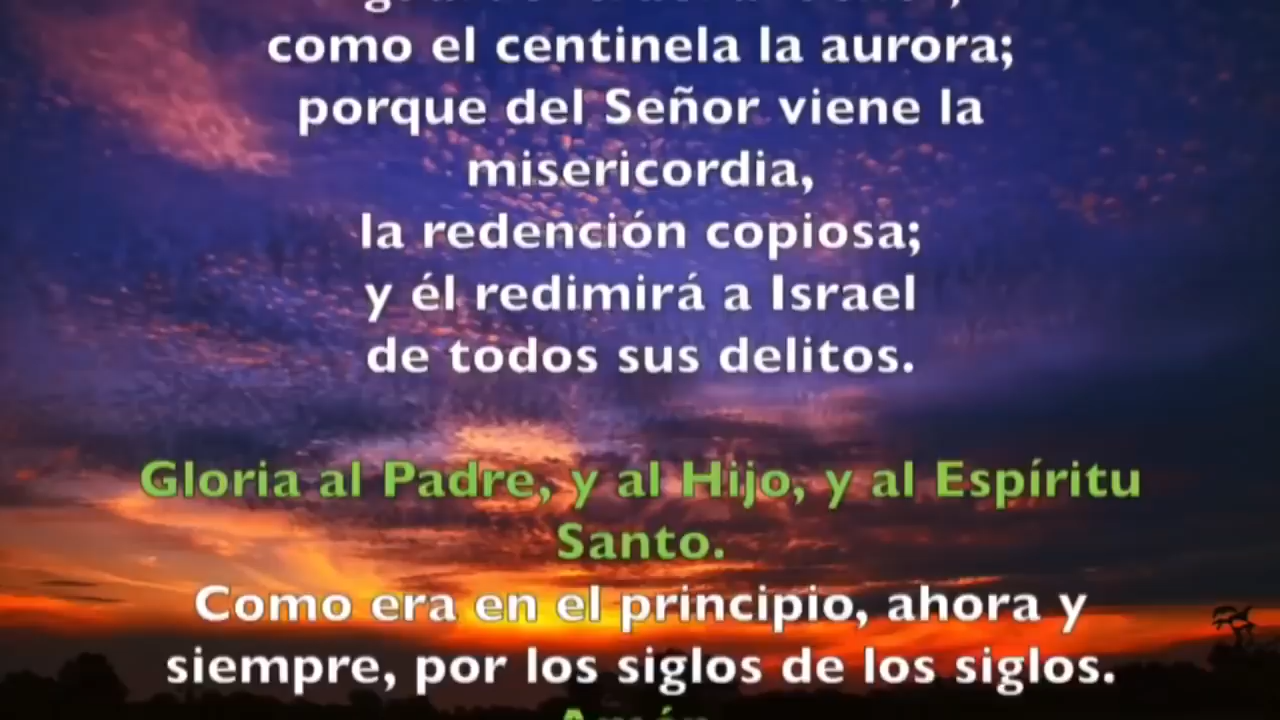 como el centinela la aurora;
porque del Señor viene la
misericordia,
la redención copiosa;
y él redimirá a Israel
de todos sus delitos.
Gloria al Padre, y al Hijo, y al Espíritu
Santo.
Como era en el principio, ahora y
siempre, por los siglos de los siglos.